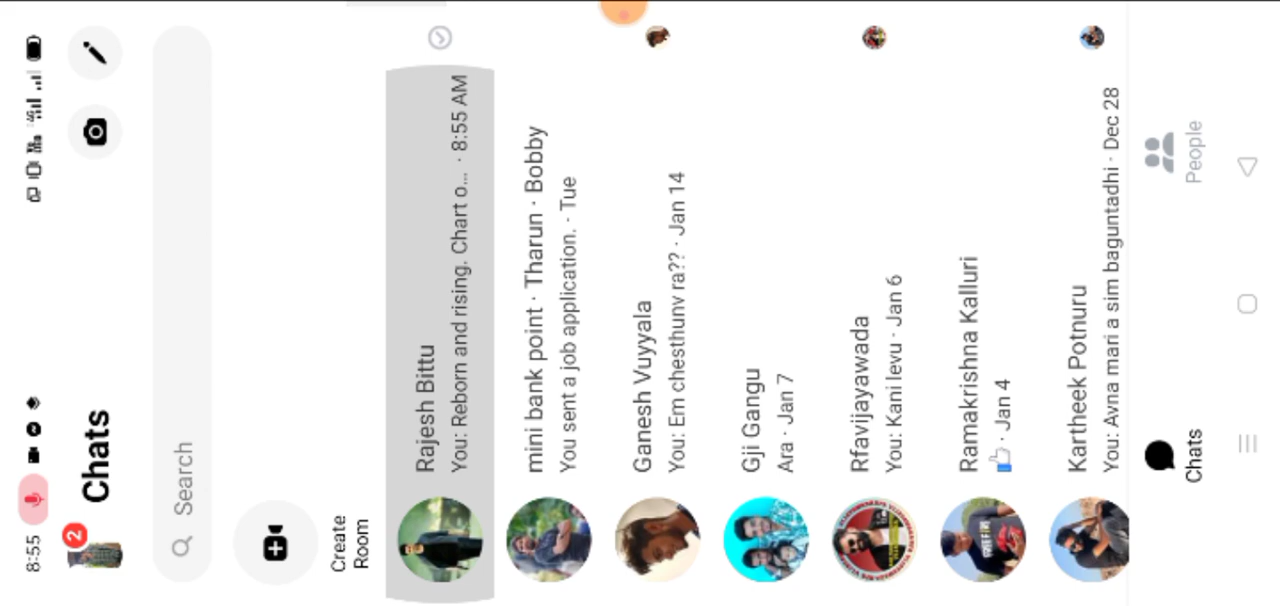 8:55
2
Chats
Search
Create
Room
Rajesh Bittu
You: Reborn and rising. Chart o... · 8:55 AM
mini bank point · Tharun · Bobby
You sent a job application. · Tue
Ganesh Vuyyala
You: Em chesthunv ra?? · Jan 14
Gji Gangu
Ara · Jan 7
Rfavijayawada
You: Kani levu · Jan 6
Ramakrishna Kalluri
👍 · Jan 4
Kartheek Potnuru
You: Avna mari a sim baguntadhi · Dec 28
Chats
People